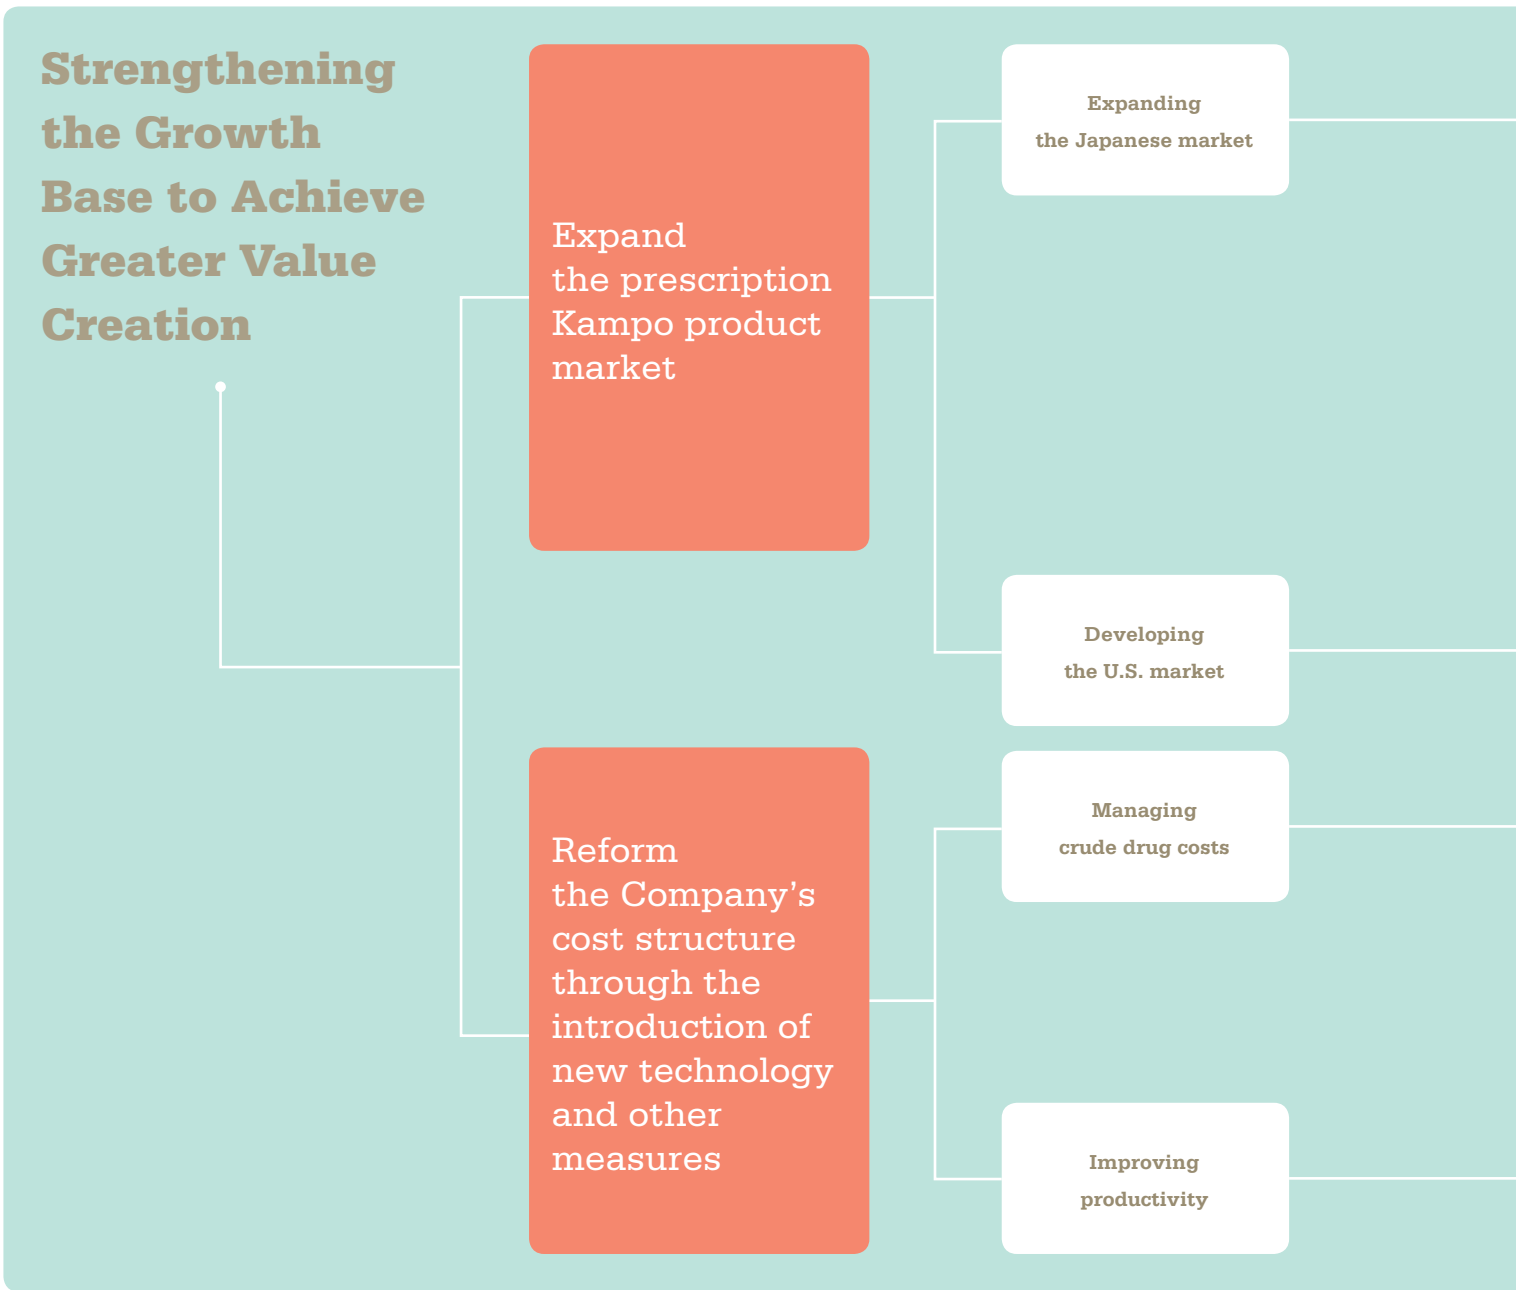 Strengthening
the Growth
Base to Achieve
Greater Value
Creation
Expand
the prescription
Kampo product
market
Expanding
the Japanese market
Developing
the U.S. market
Reform
the Company’s
cost structure
through the
introduction of
new technology
and other
measures
Managing
crude drug costs
Improving
productivity